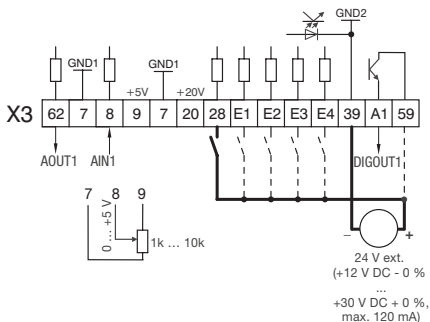 GND2
GND1
GND1
+5V
+20V
X3 62 7 8 9 7 20 28 E1 E2 E3 E4 39 A1 59
AOUT1
AIN1
DIGOUT1
7 8 9
0 ... +5 V
1k ... 10k
– +
24 V ext.
(+12 V DC - 0 %
...
+30 V DC + 0 %,
max. 120 mA)